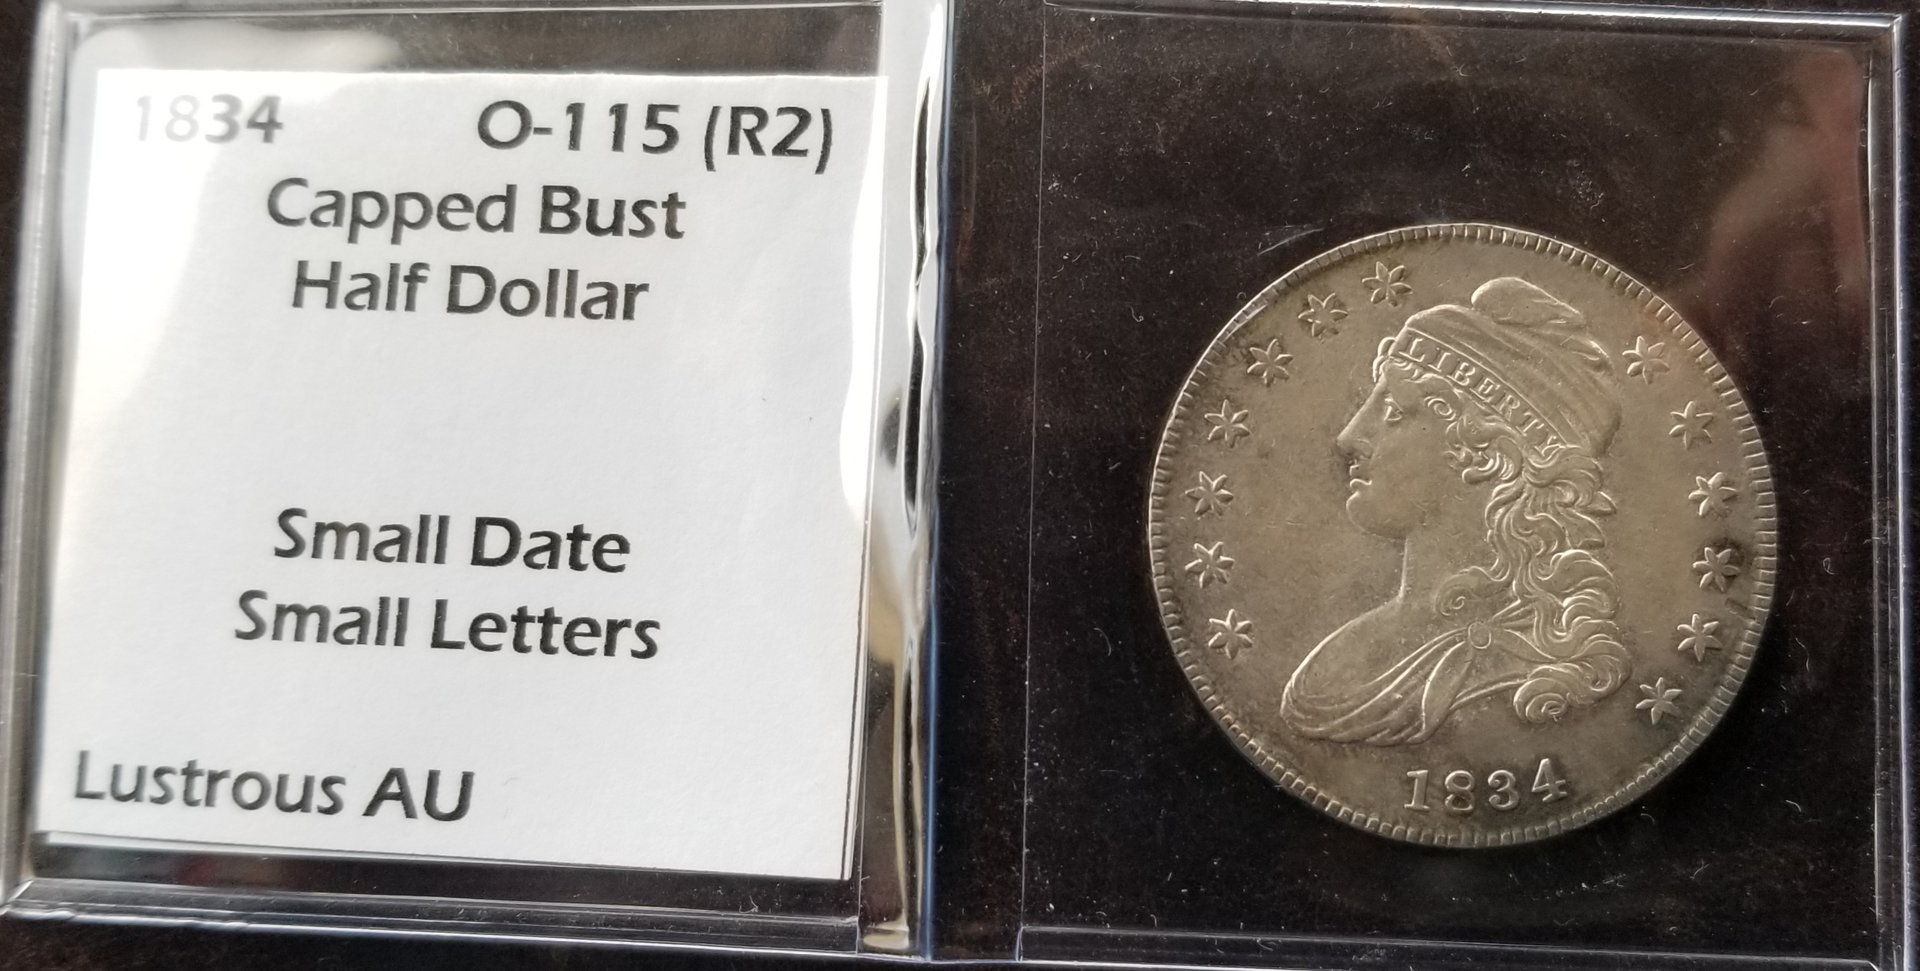 1834 O-115 (R2)
Capped Bust
Half Dollar
Small Date
Small Letters
Lustrous AU
LIBERTY
1834